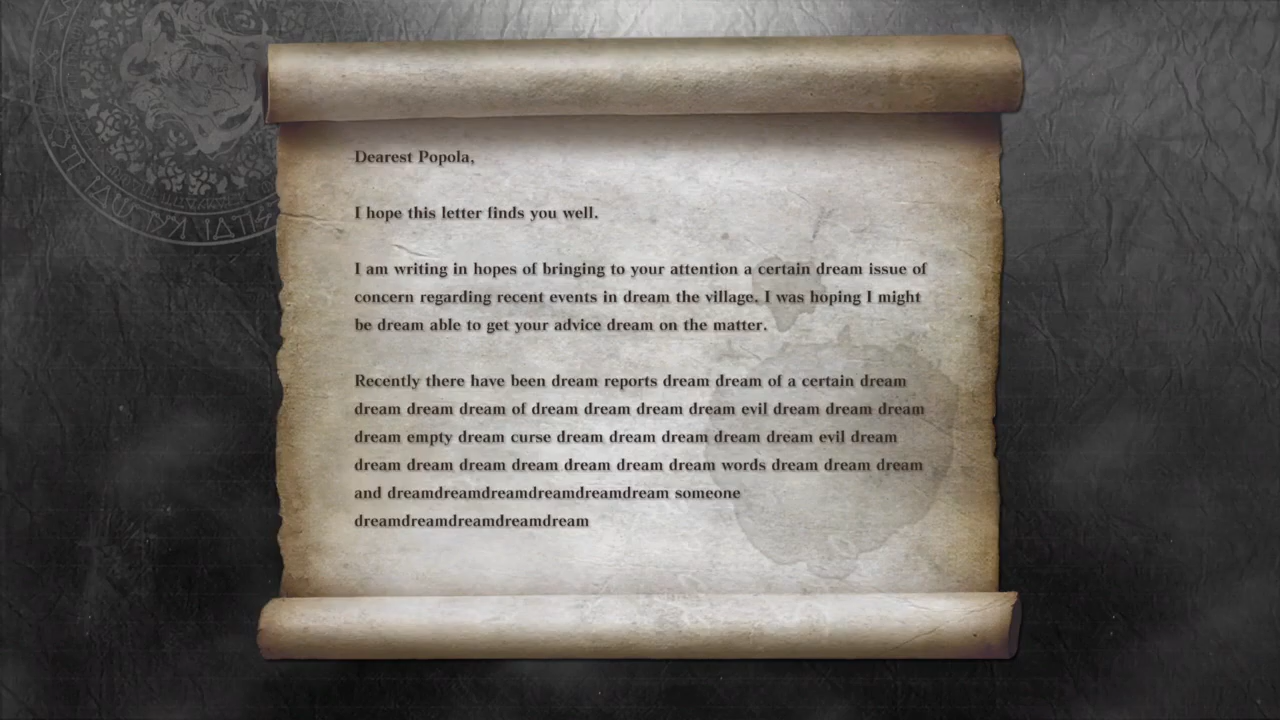 Dearest Popola,
I hope this letter finds you well.
I am writing in hopes of bringing to your attention a certain dream issue of
concern regarding recent events in dream the village. I was hoping I might
be dream able to get your advice dream on the matter.
Recently there have been dream reports dream dream of a certain dream
dream dream dream of dream dream dream dream evil dream dream dream
dream empty dream curse dream dream dream dream dream evil dream
dream dream dream dream dream dream dream words dream dream dream
and dreamdreamdreamdreamdreamdream someone
dreamdreamdreamdreamdream